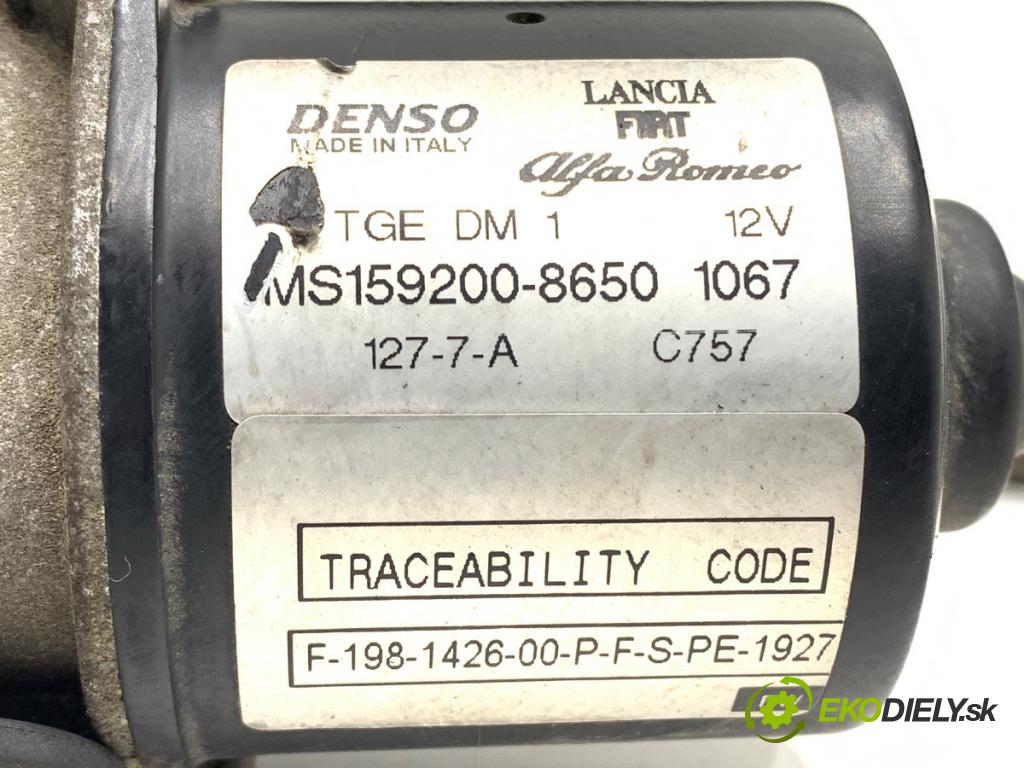 DENSO
MADE IN ITALY
LANCIA
FIAT
Alfa Romeo
TGE DM 1 12V
MS159200-8650 1067
127-7-A C757
TRACEABILITY CODE
F-198-1426-00-P-F-S-PE-1927
EKODIELY.sk